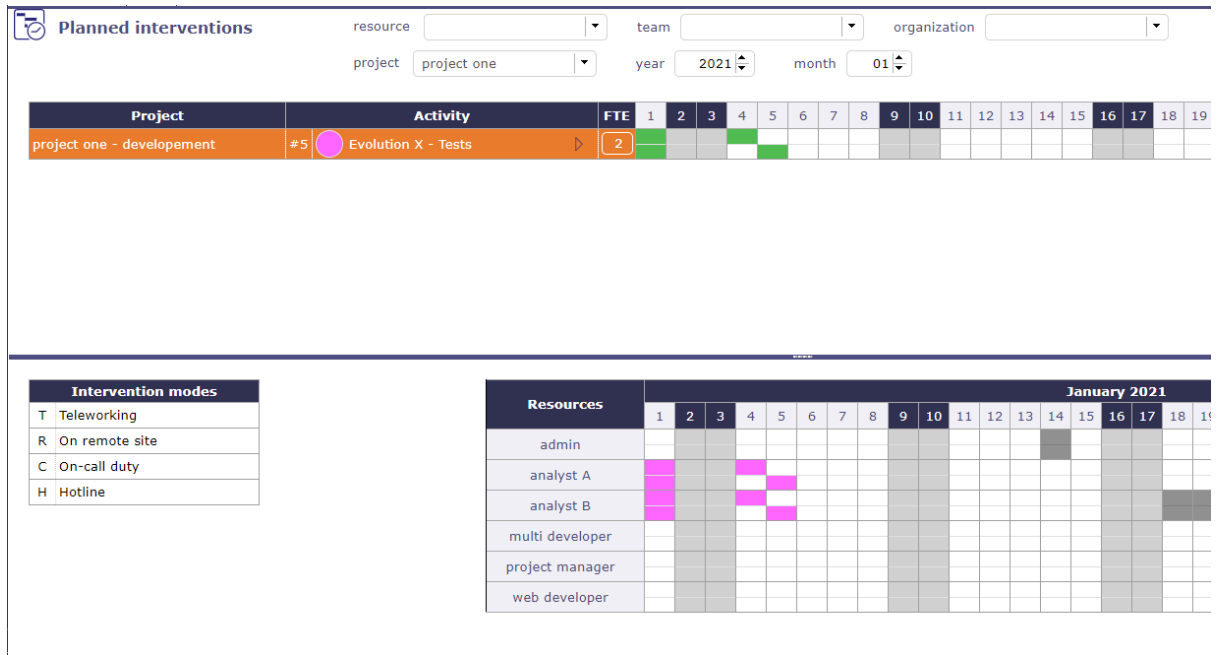 Planned interventions resource team organization
project project one year 2021 month 01
Project Activity FTE 1 2 3 4 5 6 7 8 9 10 11 12 13 14 15 16 17 18 19
project one - developement #5 Evolution X - Tests 2
Intervention modes
T Teleworking
R On remote site
C On-call duty
H Hotline
Resources January 2021
1 2 3 4 5 6 7 8 9 10 11 12 13 14 15 16 17 18 19
admin
analyst A
analyst B
multi developer
project manager
web developer